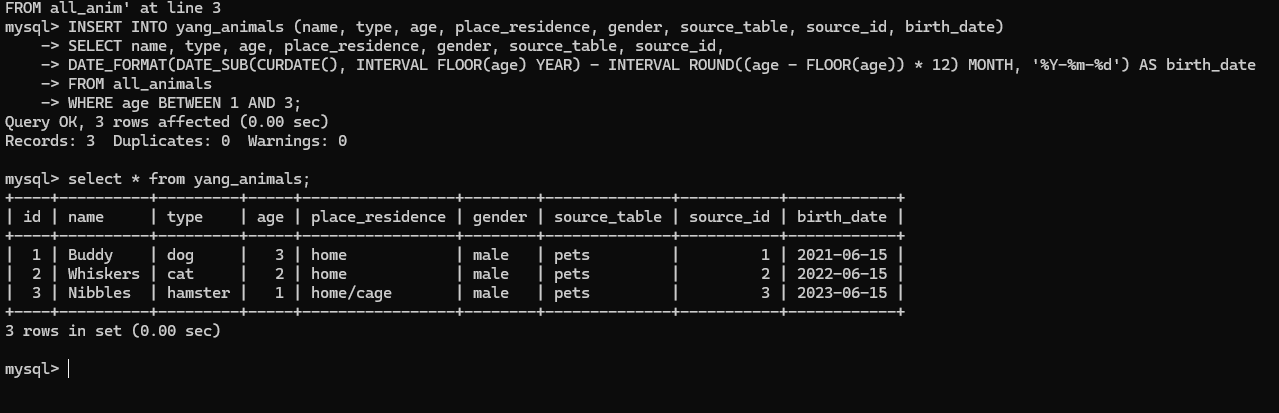 FROM all_anim' at line 3
mysql> INSERT INTO yang_animals (name, type, age, place_residence, gender, source_table, source_id, birth_date)
    -> SELECT name, type, age, place_residence, gender, source_table, source_id,
    -> DATE_FORMAT(DATE_SUB(CURDATE(), INTERVAL FLOOR(age) YEAR) - INTERVAL ROUND((age - FLOOR(age)) * 12) MONTH, '%Y-%m-%d') AS birth_date
    -> FROM all_animals
    -> WHERE age BETWEEN 1 AND 3;
Query OK, 3 rows affected (0.00 sec)
Records: 3  Duplicates: 0  Warnings: 0

mysql> select * from yang_animals;
+----+----------+---------+-----+-----------------+--------+--------------+-----------+------------+
| id | name     | type    | age | place_residence | gender | source_table | source_id | birth_date |
+----+----------+---------+-----+-----------------+--------+--------------+-----------+------------+
|  1 | Buddy    | dog     |   3 | home            | male   | pets         |         1 | 2021-06-15 |
|  2 | Whiskers | cat     |   2 | home            | male   | pets         |         2 | 2022-06-15 |
|  3 | Nibbles  | hamster |   1 | home/cage       | male   | pets         |         3 | 2023-06-15 |
+----+----------+---------+-----+-----------------+--------+--------------+-----------+------------+
3 rows in set (0.00 sec)

mysql>